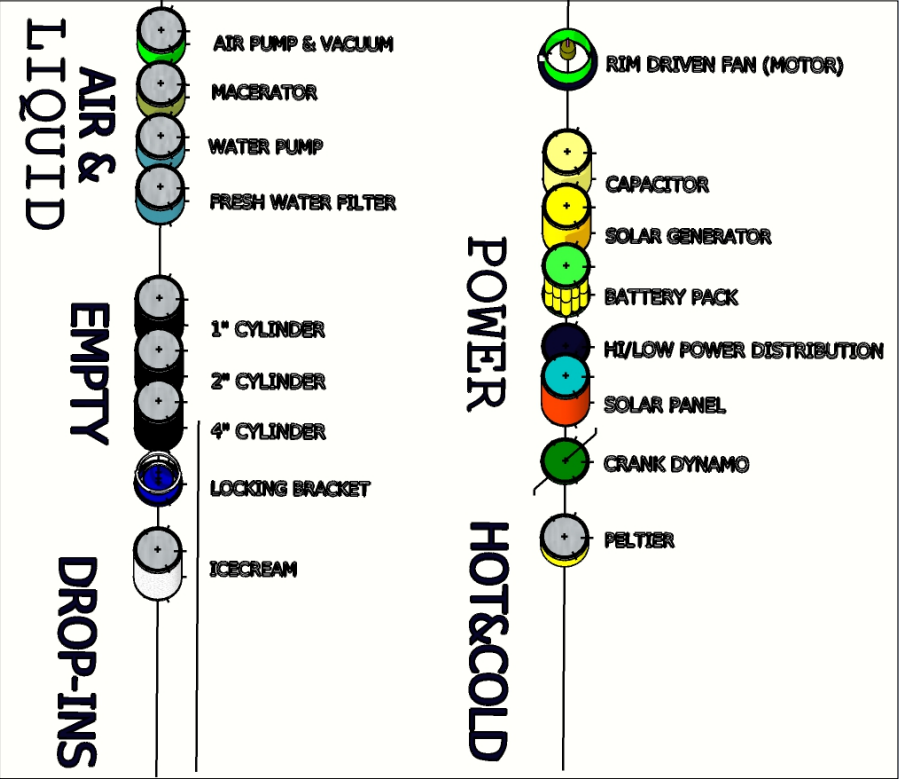 AIR &
LIQUID
AIR PUMP & VACUUM
MACERATOR
WATER PUMP
FRESH WATER FILTER
EMPTY
1" CYLINDER
2" CYLINDER
4" CYLINDER
LOCKING BRACKET
DROP-INS
ICECREAM
POWER
RIM DRIVEN FAN (MOTOR)
CAPACITOR
SOLAR GENERATOR
BATTERY PACK
HI/LOW POWER DISTRIBUTION
SOLAR PANEL
CRANK DYNAMO
HOT&COLD
PELTIER